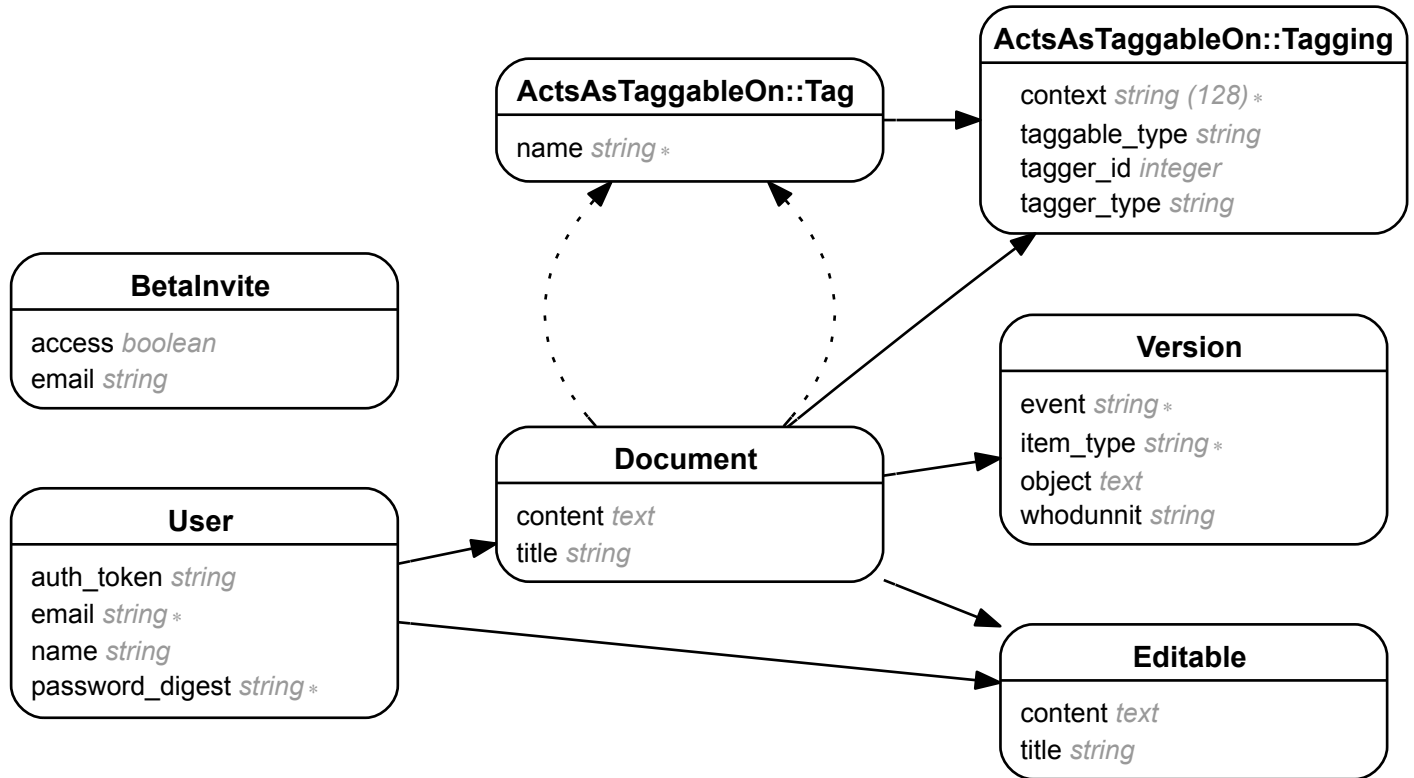 ActsAsTaggableOn::Tagging
context string (128) ∗
taggable_type string
tagger_id integer
tagger_type string
ActsAsTaggableOn::Tag
name string ∗
BetaInvite
access boolean
email string
Version
event string ∗
item_type string ∗
object text
whodunnit string
Document
content text
title string
User
auth_token string
email string ∗
name string
password_digest string ∗
Editable
content text
title string